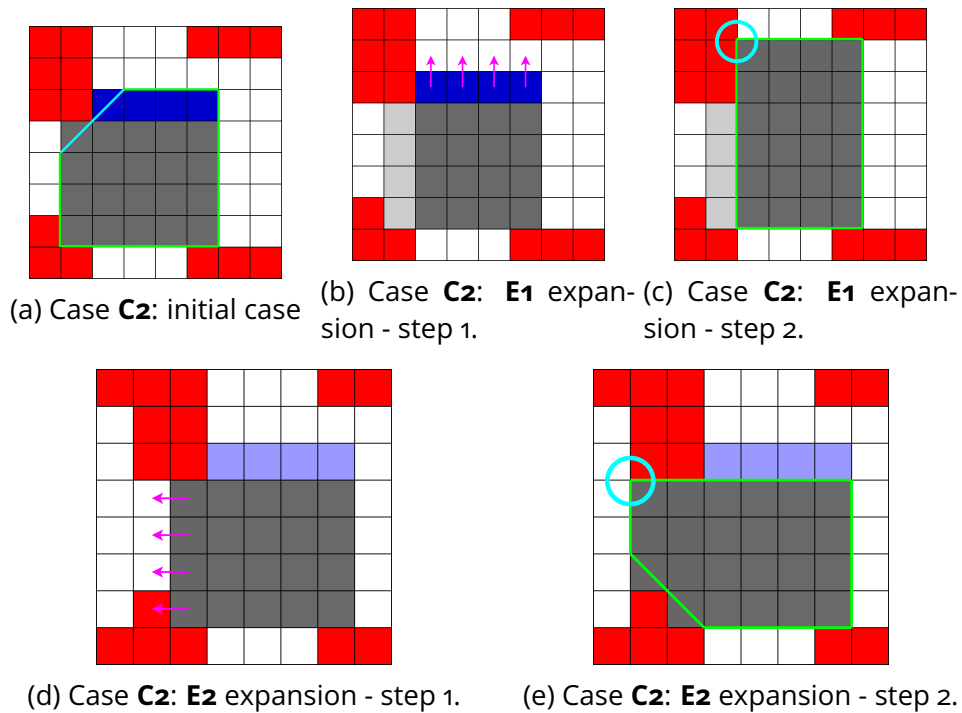 (a) Case C2: initial case
(b) Case C2: E1 expan-
sion - step 1.
(c) Case C2: E1 expan-
sion - step 2.
(d) Case C2: E2 expansion - step 1.
(e) Case C2: E2 expansion - step 2.